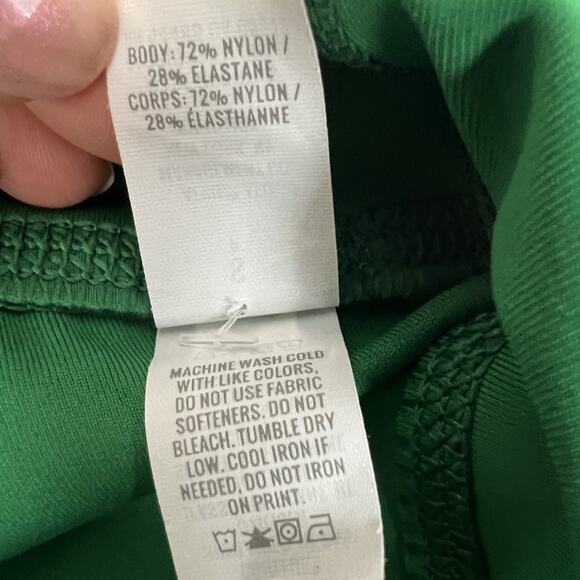 BODY: 72% NYLON /
28% ELASTANE
CORPS: 72% NYLON /
28% ÉLASTHANNE
MACHINE WASH COLD
WITH LIKE COLORS,
DO NOT USE FABRIC
SOFTENERS. DO NOT
BLEACH. TUMBLE DRY
LOW. COOL IRON IF
NEEDED, DO NOT IRON
ON PRINT.